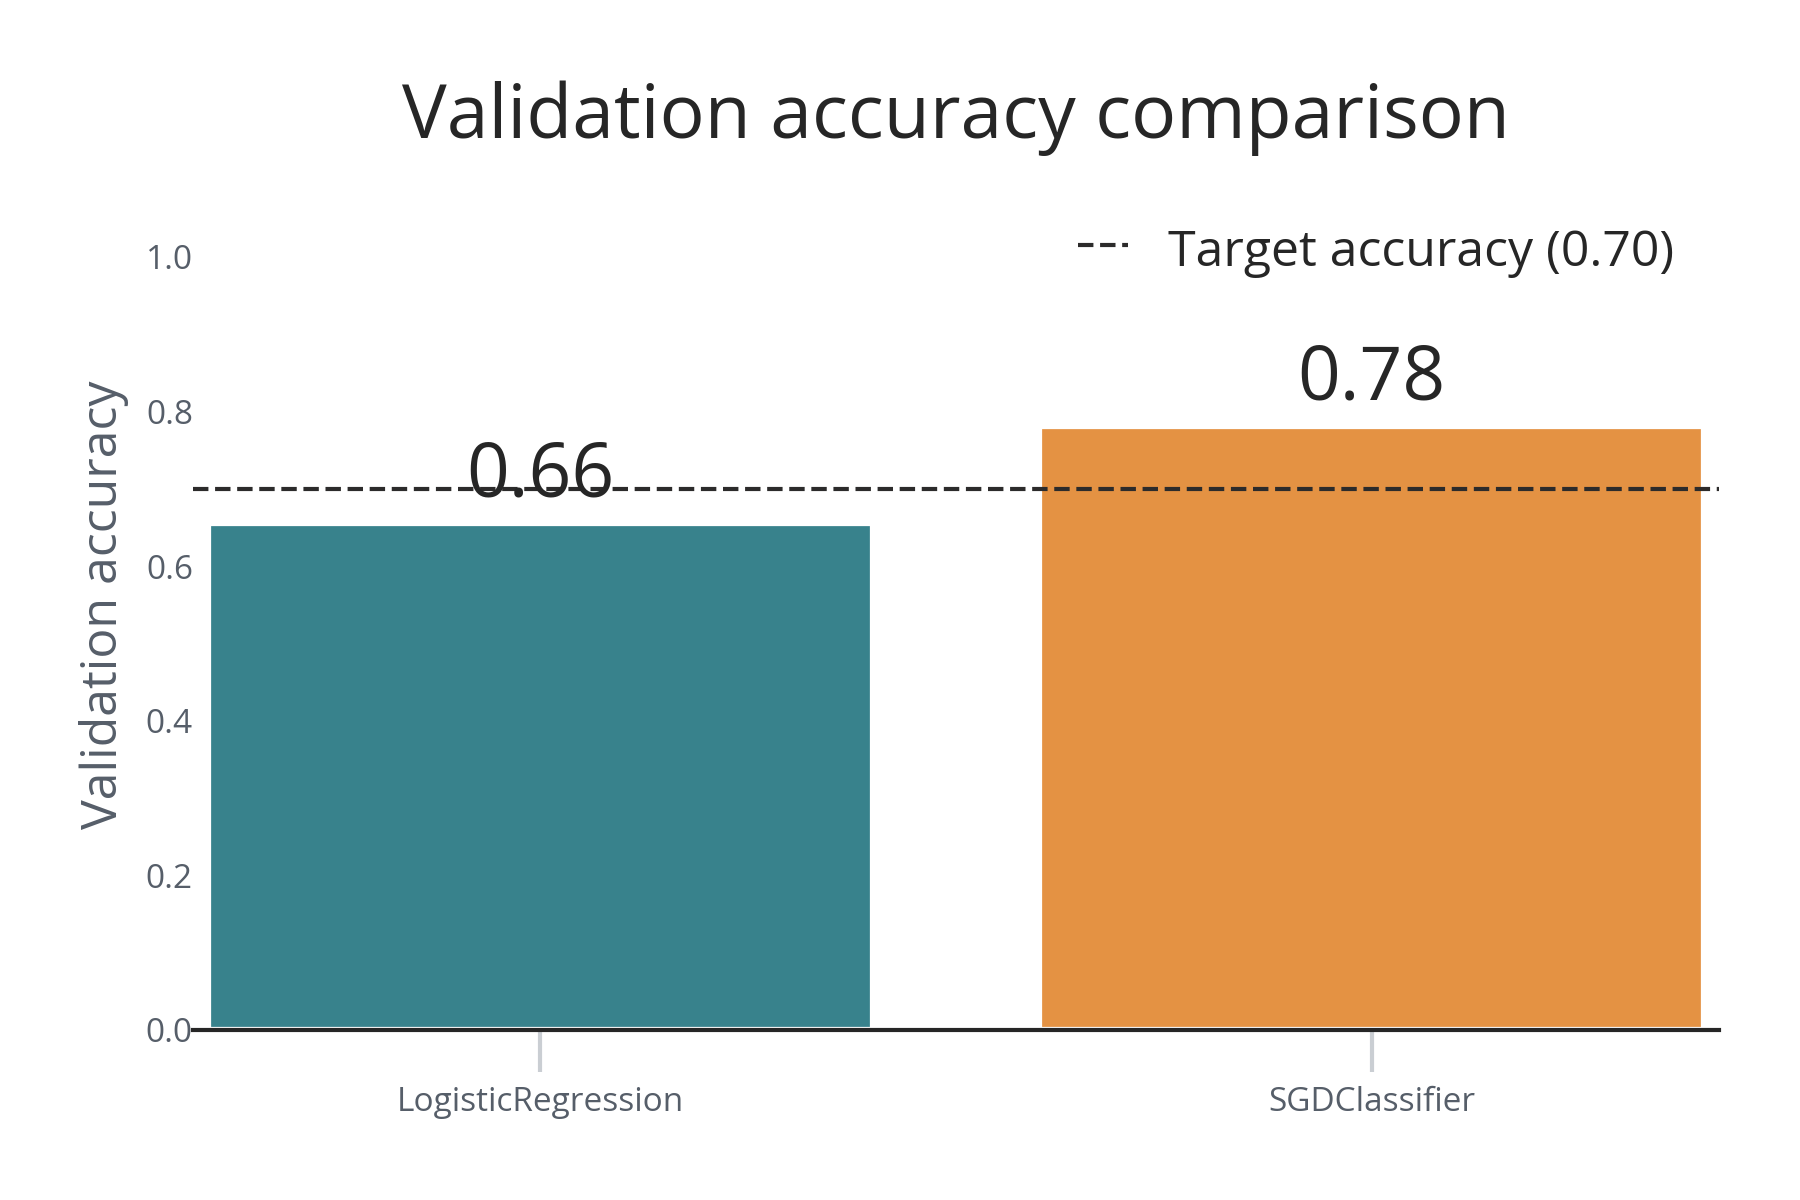 Validation accuracy comparison
Target accuracy (0.70)
Validation accuracy
1.0
0.8
0.6
0.4
0.2
0.0
0.66
0.78
LogisticRegression
SGDClassifier